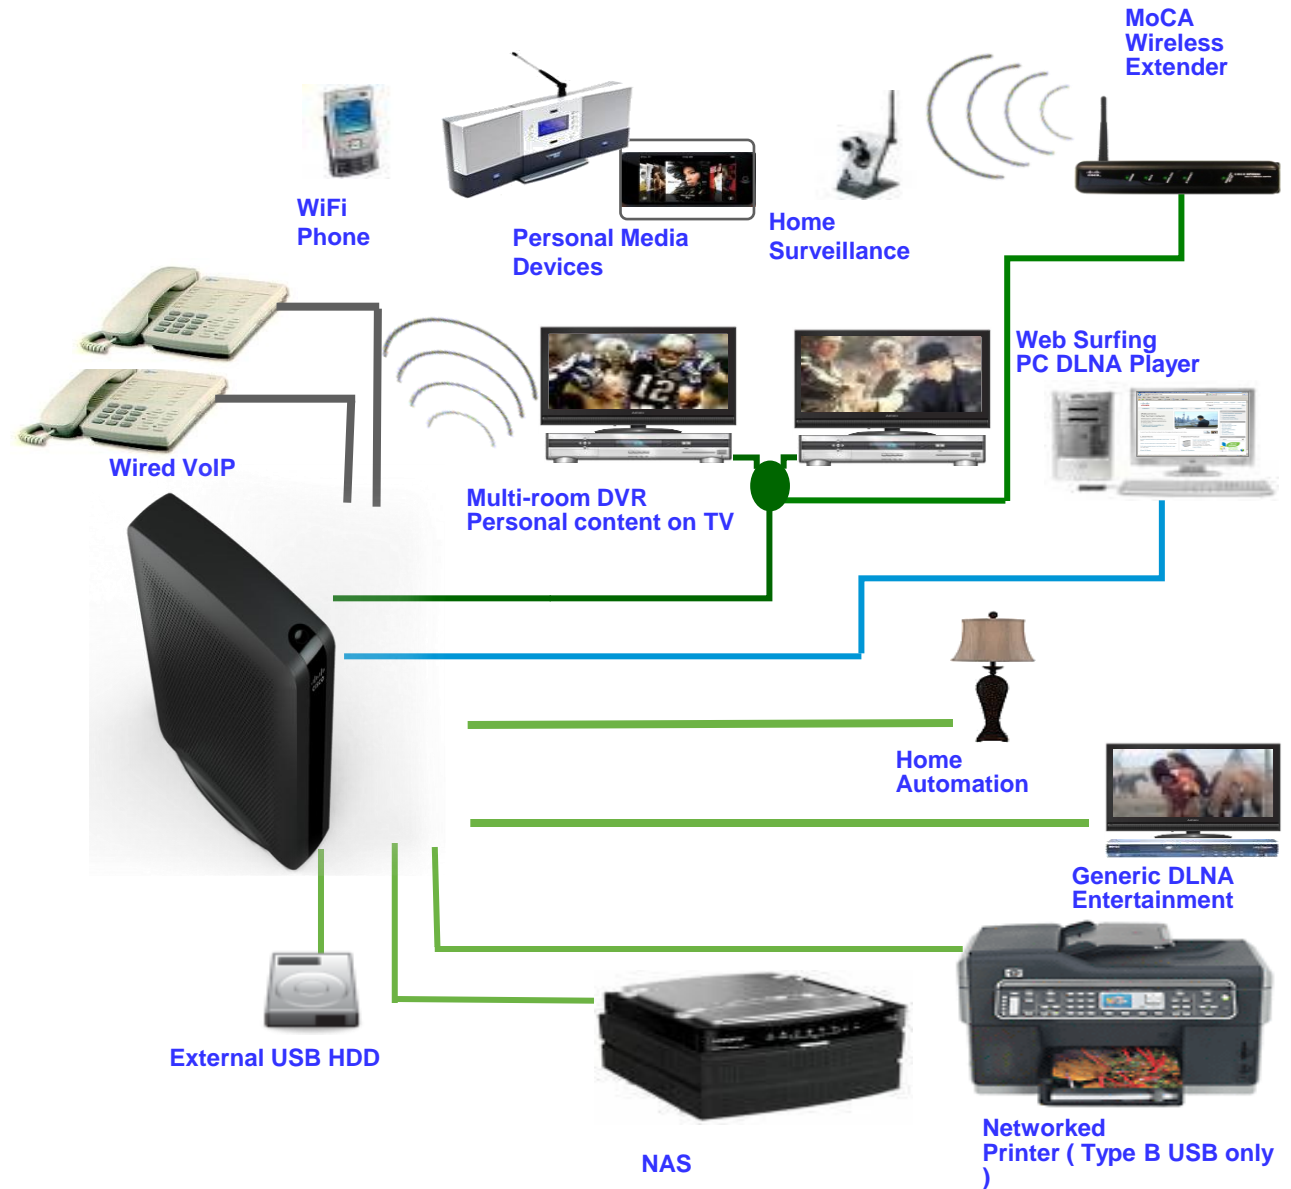 MoCA
Wireless
Extender
WiFi
Phone
Personal Media
Devices
Home
Surveillance
Web Surfing
PC DLNA Player
Wired VoIP
Multi-room DVR
Personal content on TV
12
CISCO
Home
Automation
Generic DLNA
Entertainment
External USB HDD
NAS
Networked
Printer ( Type B USB only
)